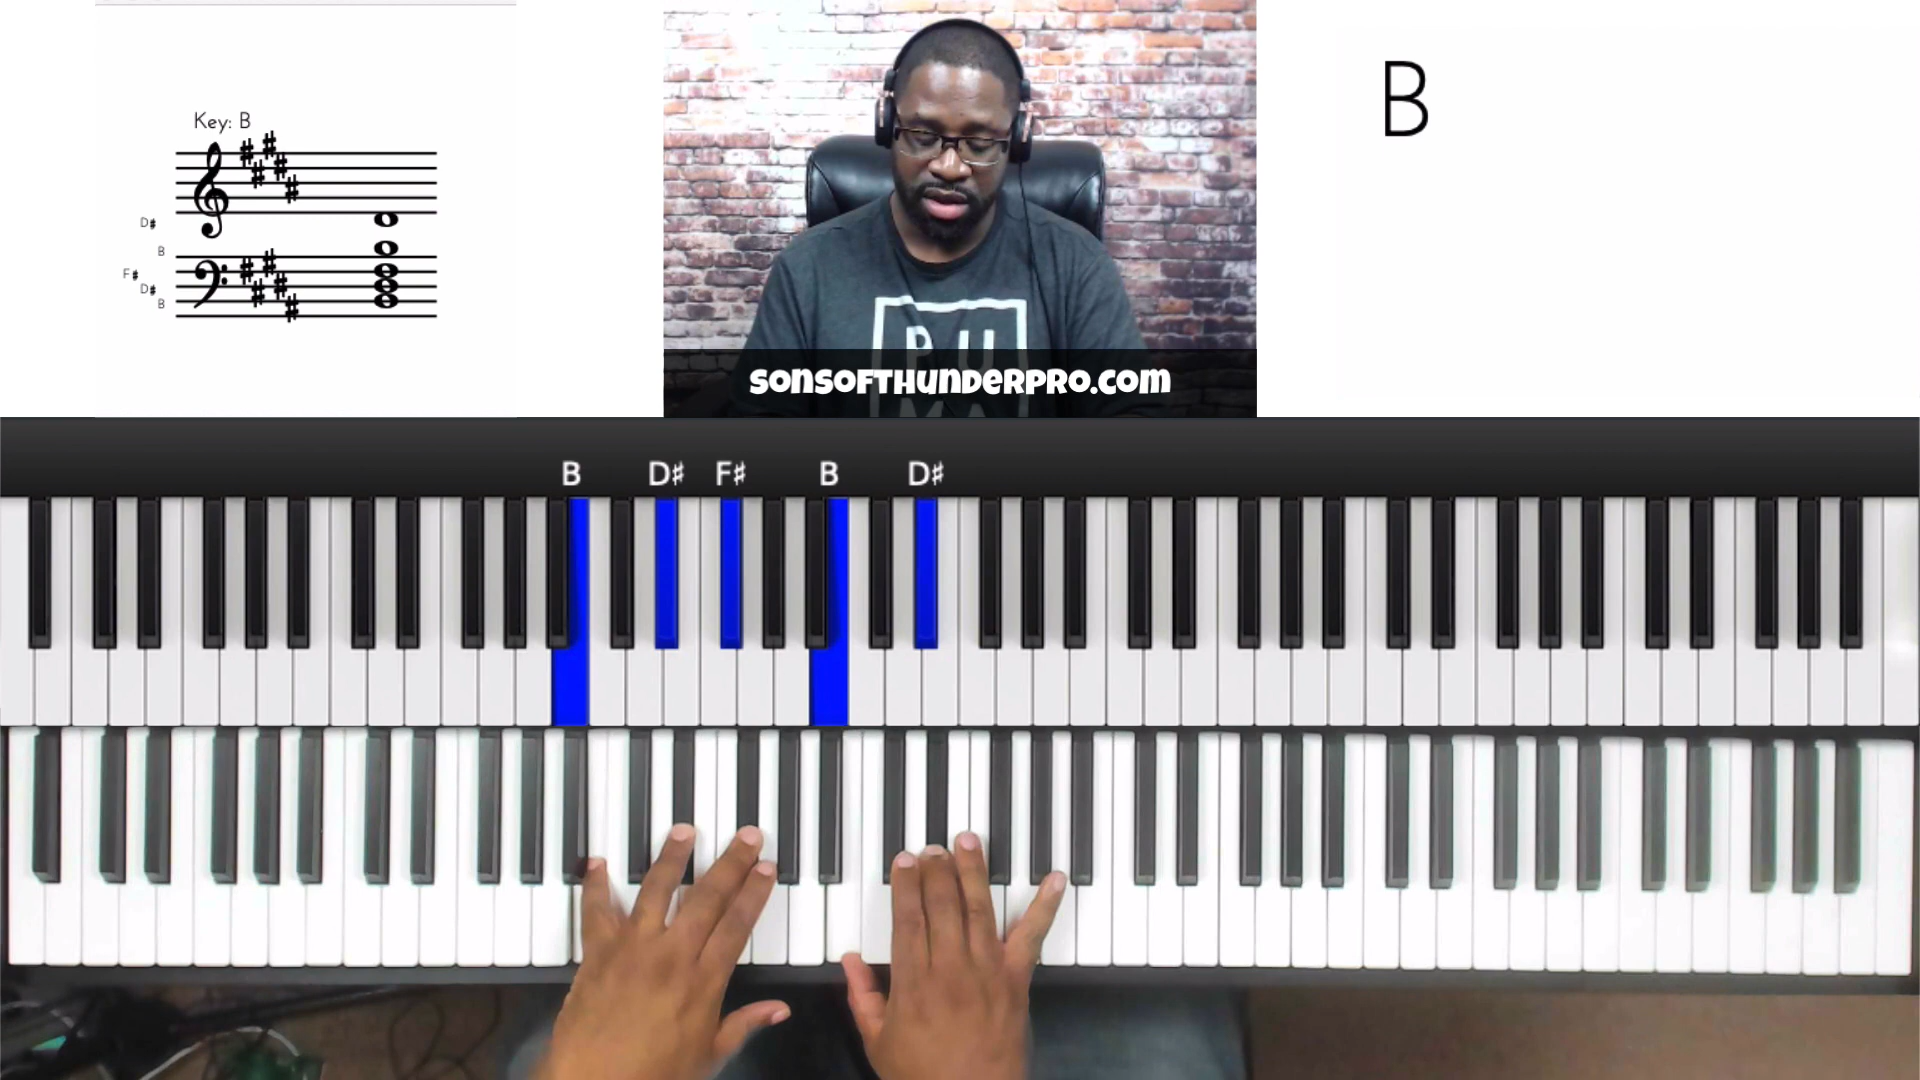 Key: B
D#
B
F#
D#
B
B
P U
M A
sonsofthunderpro.com
B D♯ F♯ B D♯